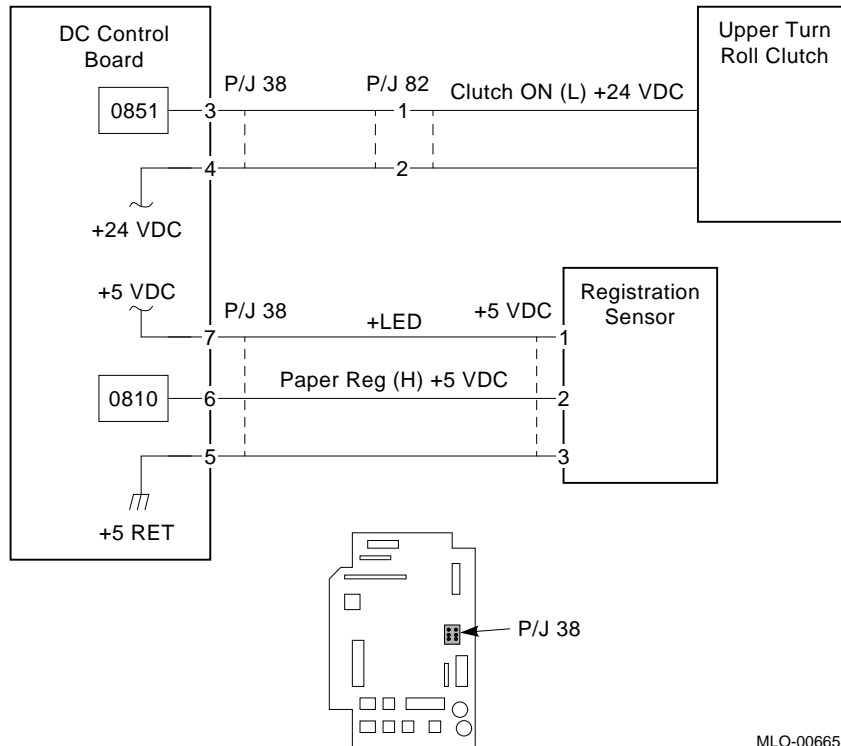 DC Control
Board
Upper Turn
Roll Clutch
P/J 38
P/J 82
Clutch ON (L) +24 VDC
0851
3
1
4
2
+24 VDC
+5 VDC
P/J 38
+LED
+5 VDC
Registration
Sensor
7
1
0810
6
Paper Reg (H) +5 VDC
2
5
3
+5 RET
P/J 38
MLO-00665